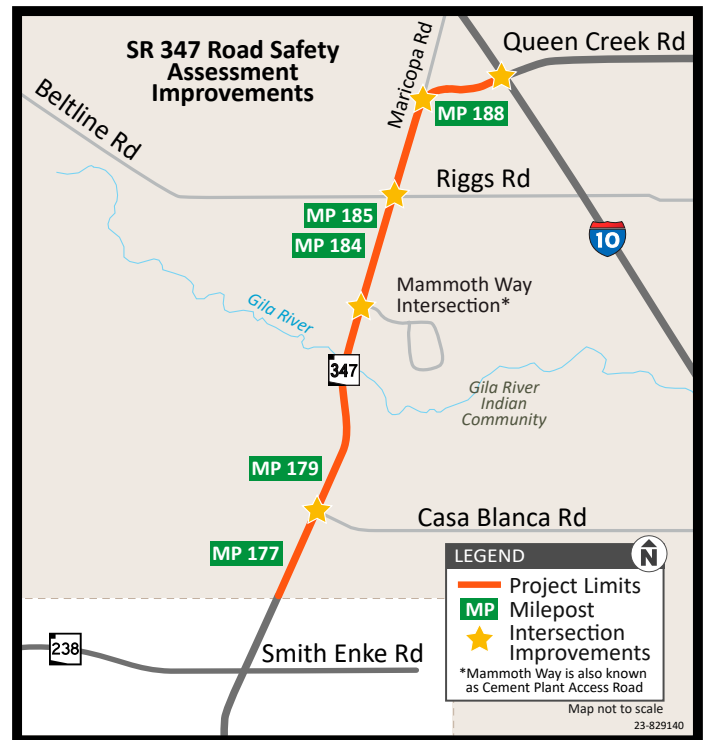 SR 347 Road Safety
Assessment
Improvements
Maricopa Rd
Queen Creek Rd
Beltline Rd
MP 188
Riggs Rd
MP 185
MP 184
10
Mammoth Way
Intersection*
Gila River
347
Gila River
Indian
Community
MP 179
Casa Blanca Rd
MP 177
LEGEND
N
Project Limits
MP Milepost
Intersection
Improvements
*Mammoth Way is also known
as Cement Plant Access Road
238
Smith Enke Rd
Map not to scale
23-829140